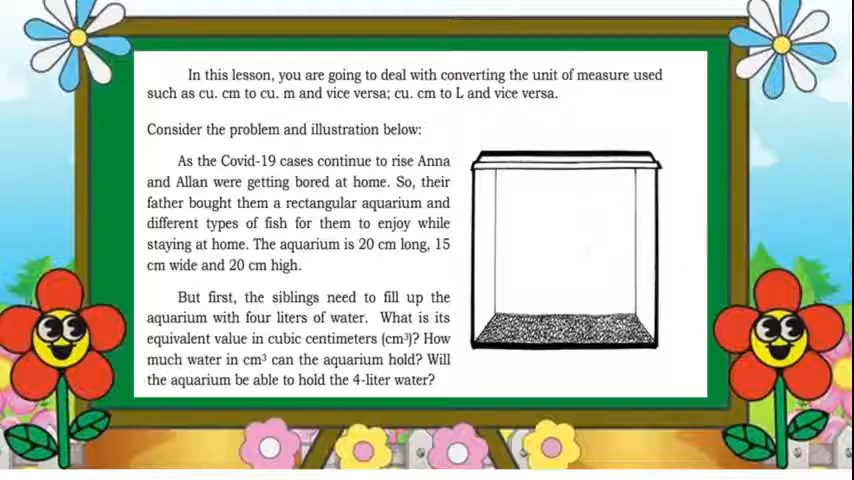 In this lesson, you are going to deal with converting the unit of measure used
such as cu. cm to cu. m and vice versa; cu. cm to L and vice versa.
Consider the problem and illustration below:
As the Covid-19 cases continue to rise Anna
and Allan were getting bored at home. So, their
father bought them a rectangular aquarium and
different types of fish for them to enjoy while
staying at home. The aquarium is 20 cm long, 15
cm wide and 20 cm high.
But first, the siblings need to fill up the
aquarium with four liters of water. What is its
equivalent value in cubic centimeters (cm³)? How
much water in cm³ can the aquarium hold? Will
the aquarium be able to hold the 4-liter water?